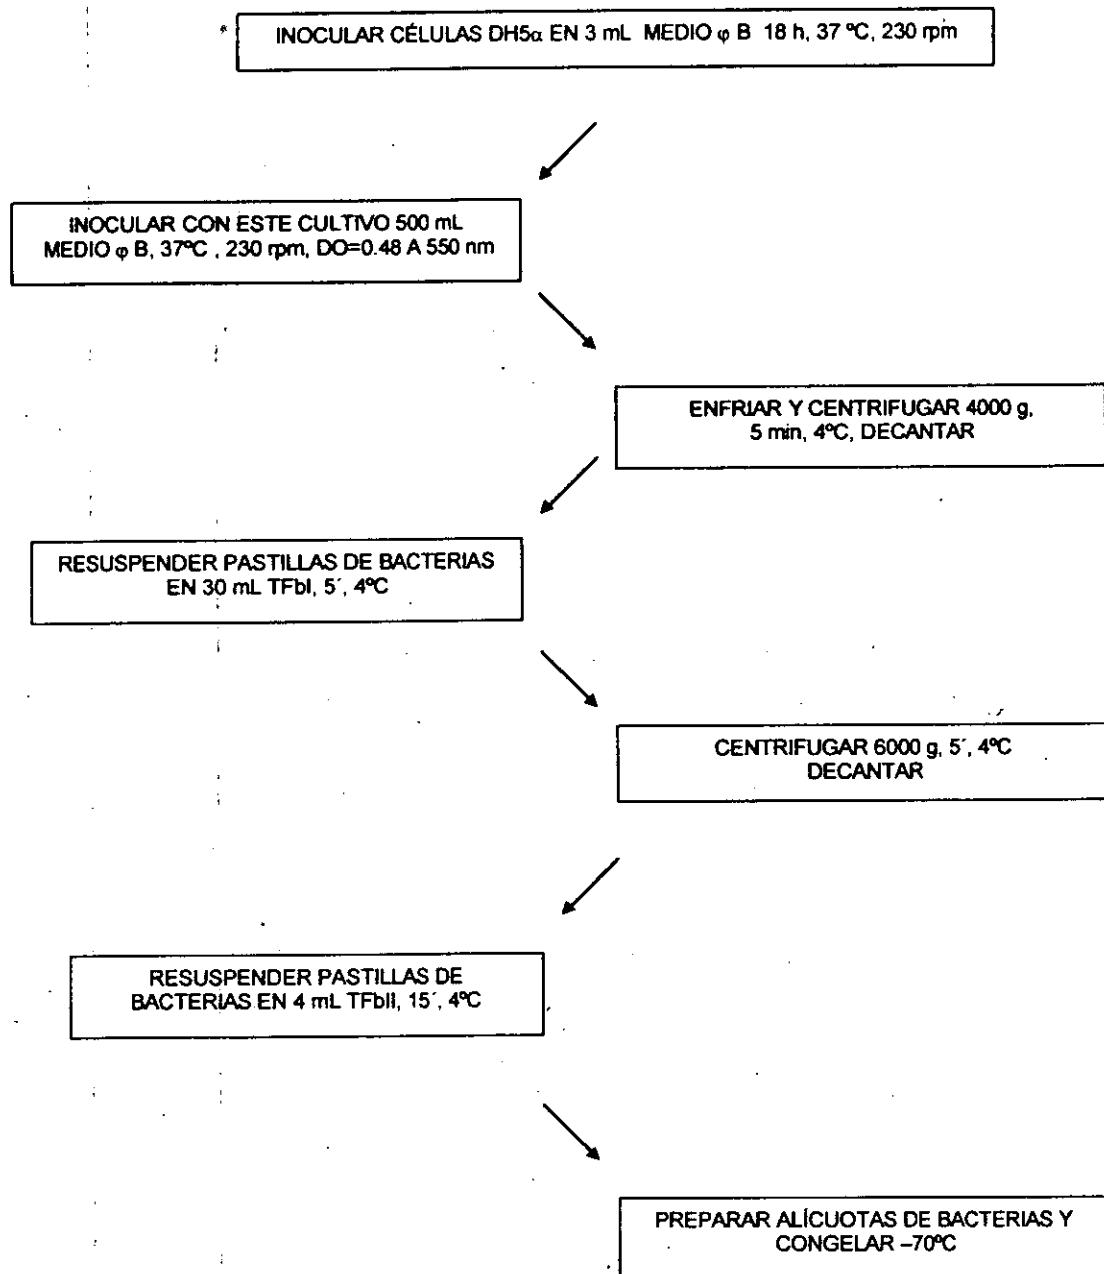 INOCULAR CÉLULAS DH5α EN 3 mL MEDIO φ B 18 h, 37 ºC, 230 rpm
INOCULAR CON ESTE CULTIVO 500 mL
MEDIO φ B, 37ºC , 230 rpm, DO=0.48 A 550 nm
ENFRIAR Y CENTRIFUGAR 4000 g,
5 min, 4ºC, DECANTAR
RESUSPENDER PASTILLAS DE BACTERIAS
EN 30 mL TFbI, 5´, 4ºC
CENTRIFUGAR 6000 g, 5´, 4ºC
DECANTAR
RESUSPENDER PASTILLAS DE
BACTERIAS EN 4 mL TFbII, 15´, 4ºC
PREPARAR ALÍCUOTAS DE BACTERIAS Y
CONGELAR –70ºC